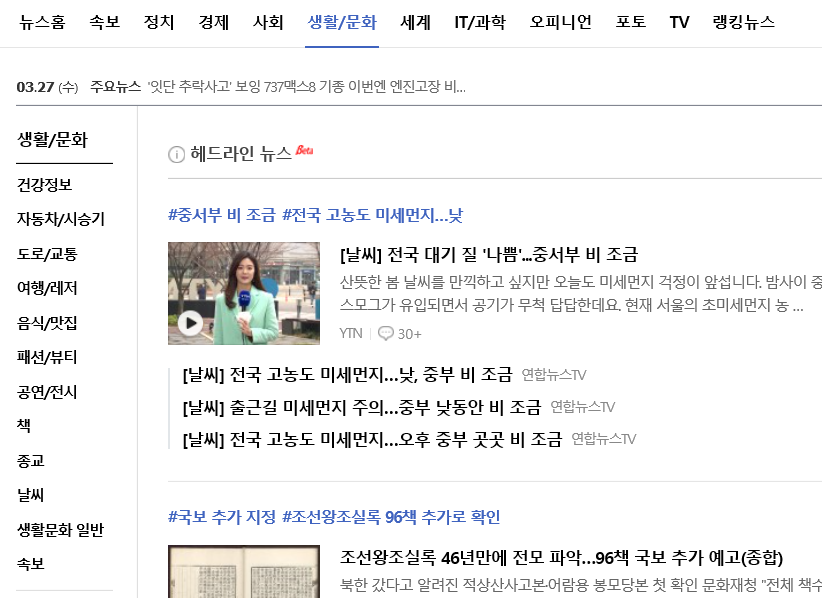 뉴스홈 속보 정치 경제 사회 생활/문화 세계 IT/과학 오피니언 포토 TV 랭킹뉴스
03.27 (수) 주요뉴스 '잇단 추락사고' 보잉 737맥스8 기종 이번엔 엔진고장 비...
생활/문화
건강정보
자동차/시승기
도로/교통
여행/레저
음식/맛집
패션/뷰티
공연/전시
책
종교
날씨
생활문화 일반
속보
헤드라인 뉴스 Beta
#중서부 비 조금 #전국 고농도 미세먼지…낮
[날씨] 전국 대기 질 '나쁨'...중서부 비 조금
산뜻한 봄 날씨를 만끽하고 싶지만 오늘도 미세먼지 걱정이 앞섭니다. 밤사이 중
스모그가 유입되면서 공기가 무척 답답한데요. 현재 서울의 초미세먼지 농 ...
YTN 30+
[날씨] 전국 고농도 미세먼지…낮, 중부 비 조금 연합뉴스TV
[날씨] 출근길 미세먼지 주의…중부 낮동안 비 조금 연합뉴스TV
[날씨] 전국 고농도 미세먼지…오후 중부 곳곳 비 조금 연합뉴스TV
#국보 추가 지정 #조선왕조실록 96책 추가로 확인
조선왕조실록 46년만에 전모 파악…96책 국보 추가 예고(종합)
북한 갔다고 알려진 적상산사고본·어람용 봉모당본 첫 확인 문화재청 "전체 책수